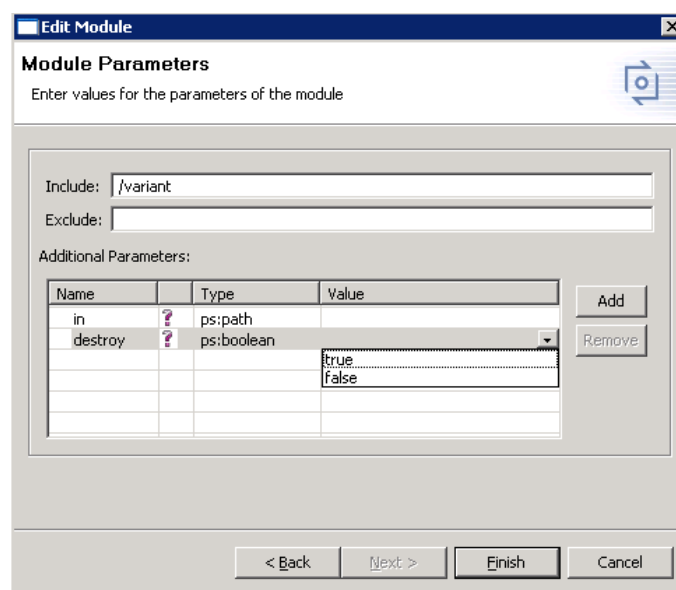 Edit Module
Module Parameters
Enter values for the parameters of the module
Include: /variant
Exclude:
Additional Parameters:
Name ? Type Value
in ? ps:path
destroy ? ps:boolean
true
false
Add
Remove
< Back Next > Finish Cancel